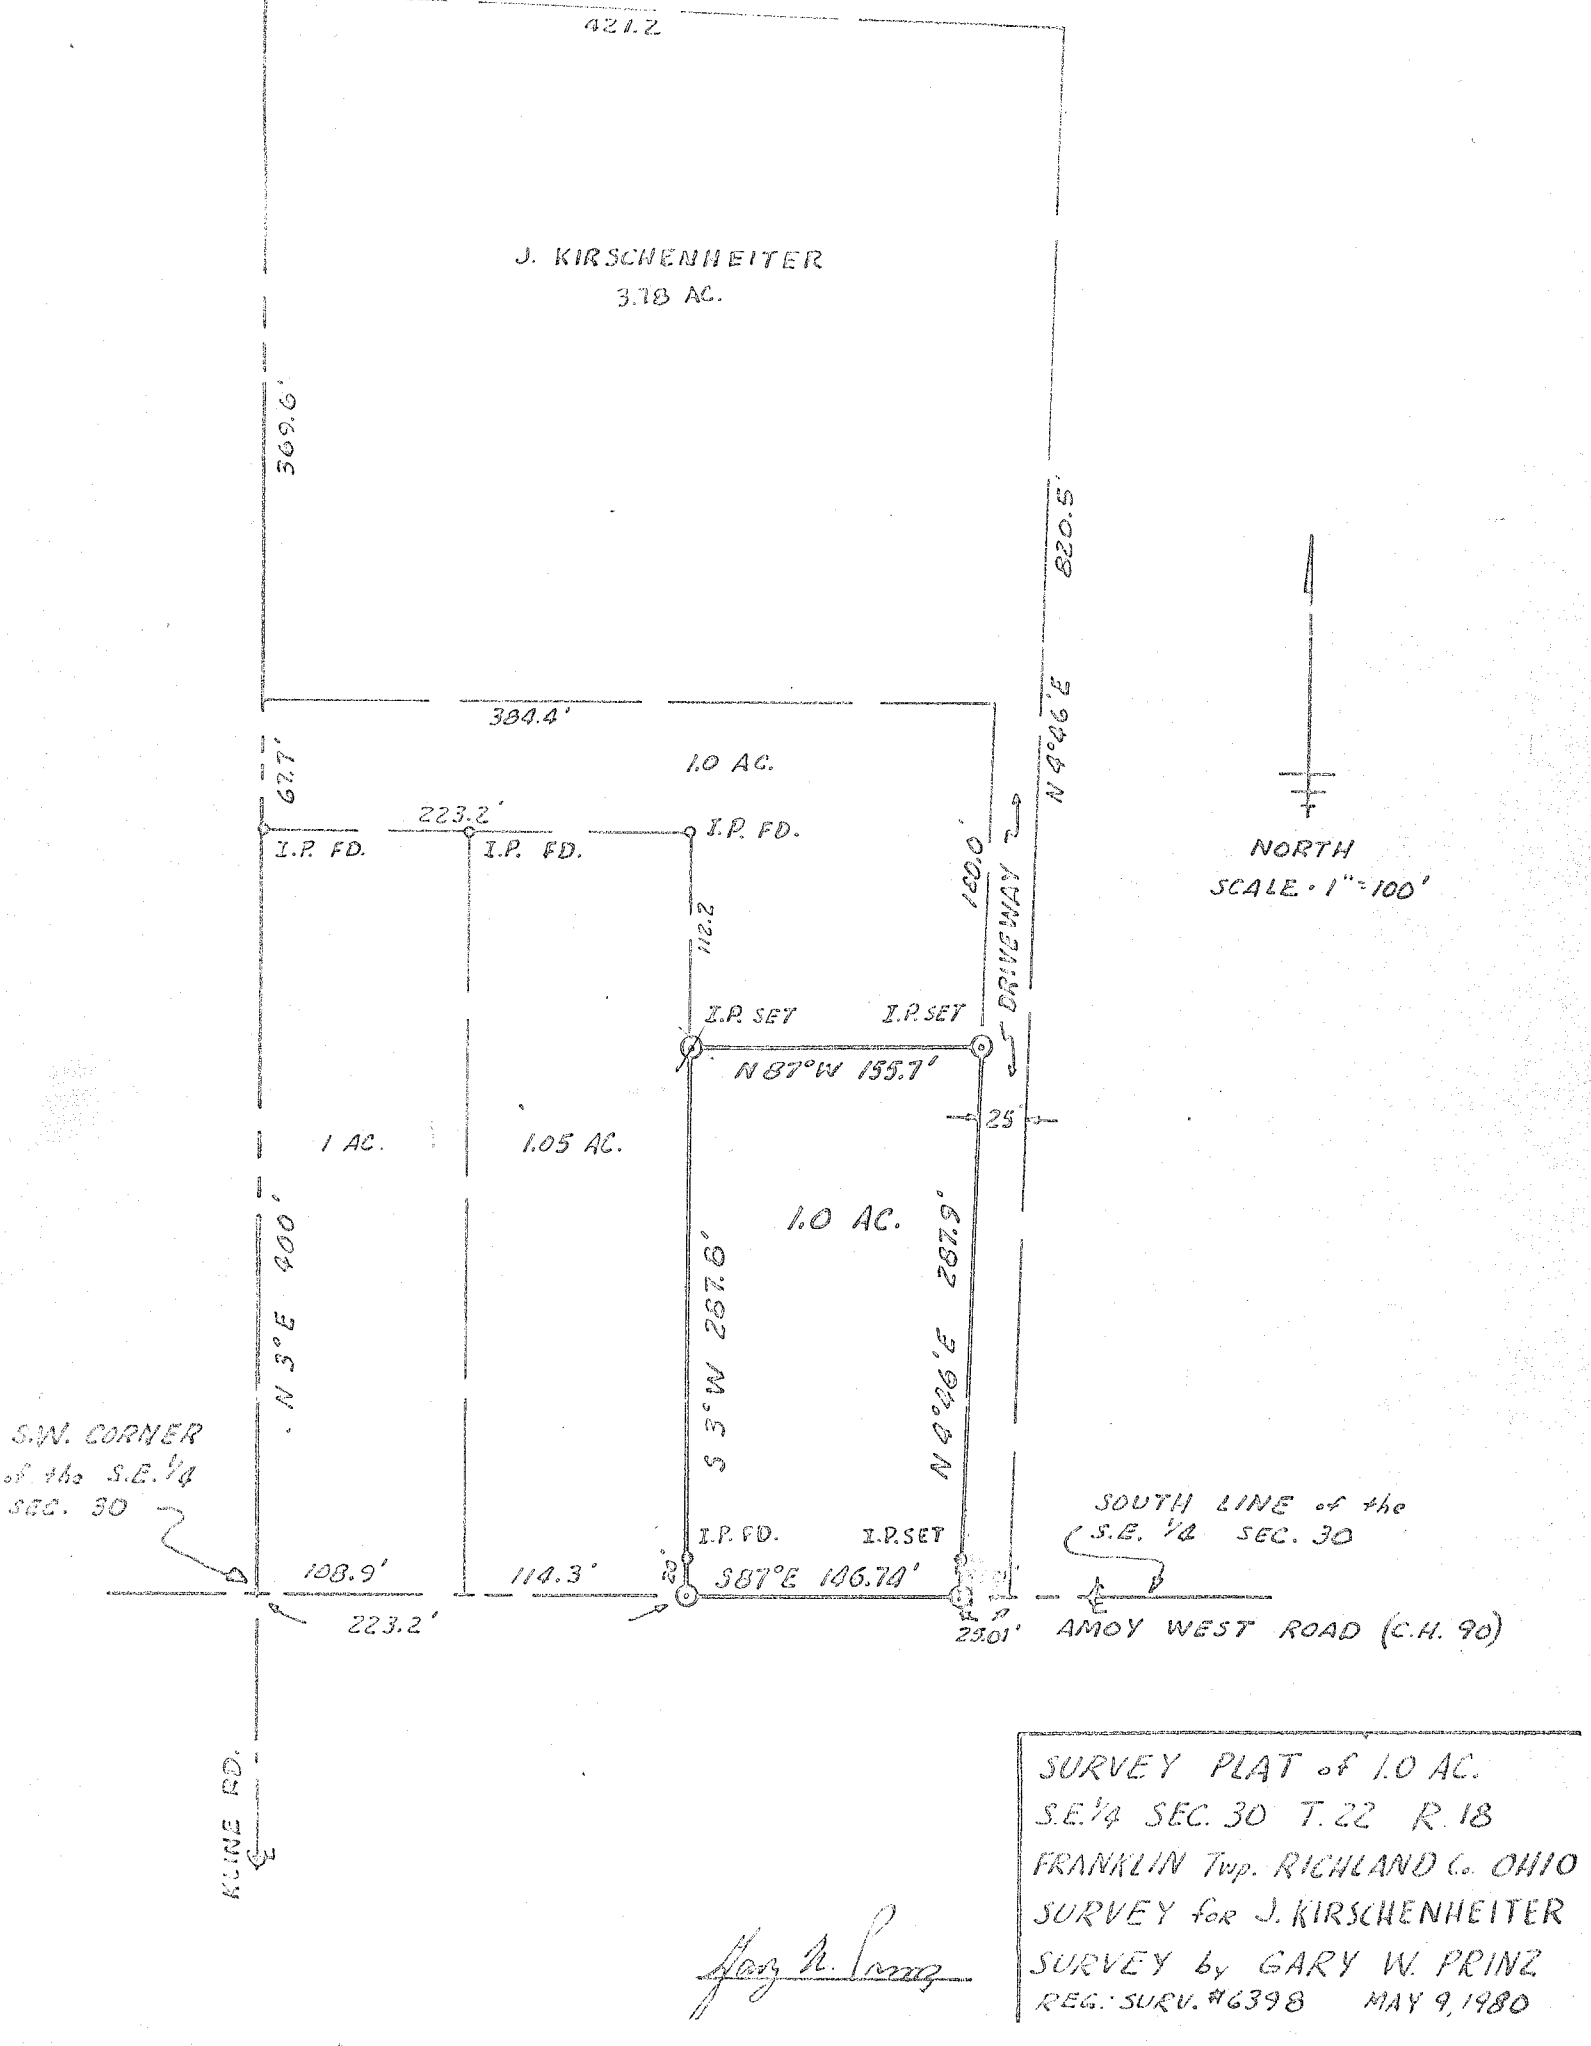 421.2
J. KIRSCHENHEITER
3.78 AC.
369.6'
820.5'
N 4°46'E
384.4'
67.7'
1.0 AC.
223.2'
I.P. FD.
I.P. FD.
I.P. FD.
180.0'
DRIVEWAY
112.2
NORTH
SCALE • 1"=100'
I.P. SET
I.P. SET
N 87°W 155.7'
25'
1 AC.
1.05 AC.
1.0 AC.
N 3°E 400'
S 3°W 287.8'
N 4°46'E 287.9'
S.W. CORNER
of the S.E. 1/4
SEC. 30
SOUTH LINE of the
S.E. 1/4 SEC. 30
I.P. FD.
I.P. SET
20'
108.9'
114.3'
S87°E 146.74'
223.2'
25.01'
AMOY WEST ROAD (C.H. 90)
KLINE RD.
SURVEY PLAT of 1.0 AC.
S.E. 1/4 SEC. 30 T. 22 R. 18
FRANKLIN Twp. RICHLAND Co. OHIO
SURVEY for J. KIRSCHENHEITER
SURVEY by GARY W. PRINZ
REG. SURV. #6398 MAY 9, 1980
Gary W. Prinz